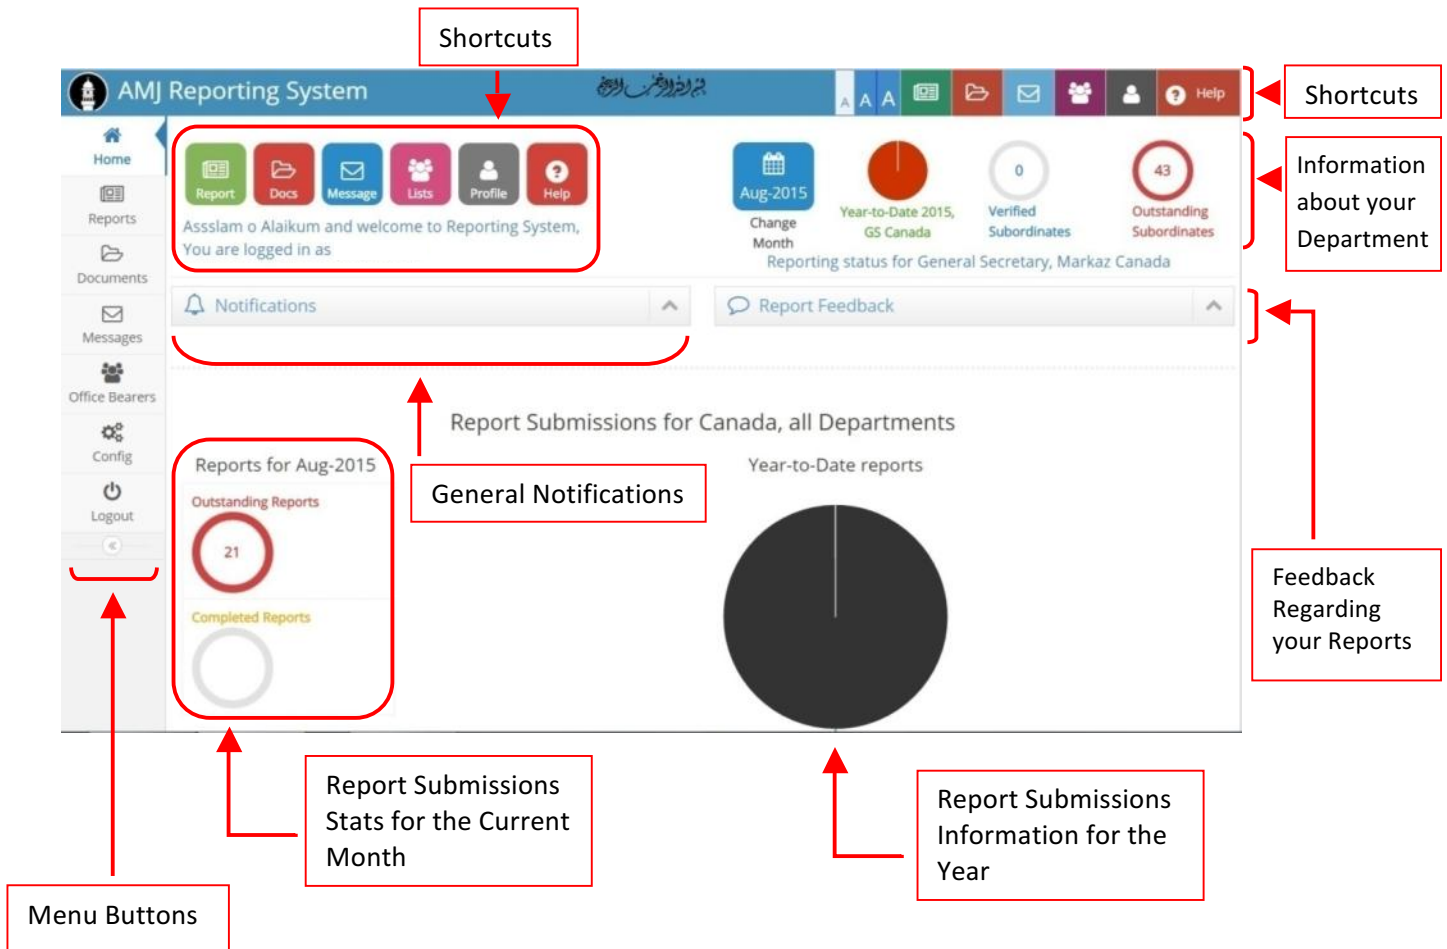 Shortcuts
AMJ Reporting System
بسم الله الرحمن الرحيم
A A A
Help
Shortcuts
Home
Reports
Documents
Messages
Office Bearers
Config
Logout
Report Docs Message Lists Profile Help
Assslam o Alaikum and welcome to Reporting System,
You are logged in as
Aug-2015
Change
Month
Year-to-Date 2015,
GS Canada
0
Verified
Subordinates
43
Outstanding
Subordinates
Reporting status for General Secretary, Markaz Canada
Information
about your
Department
Notifications
Report Feedback
Report Submissions for Canada, all Departments
Reports for Aug-2015
Outstanding Reports
21
Completed Reports
General Notifications
Year-to-Date reports
Feedback
Regarding
your Reports
Report Submissions
Stats for the Current
Month
Report Submissions
Information for the
Year
Menu Buttons